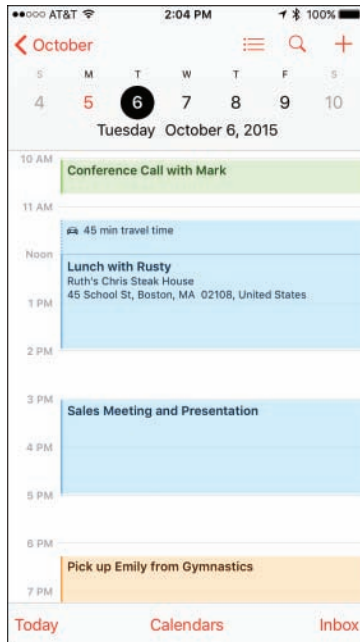 AT&T 2:04 PM 100%
October
S M T W T F S
4 5 6 7 8 9 10
Tuesday October 6, 2015
10 AM
Conference Call with Mark
11 AM
45 min travel time
Noon
Lunch with Rusty
Ruth's Chris Steak House
45 School St, Boston, MA 02108, United States
1 PM
2 PM
3 PM
Sales Meeting and Presentation
4 PM
5 PM
6 PM
Pick up Emily from Gymnastics
7 PM
Today Calendars Inbox